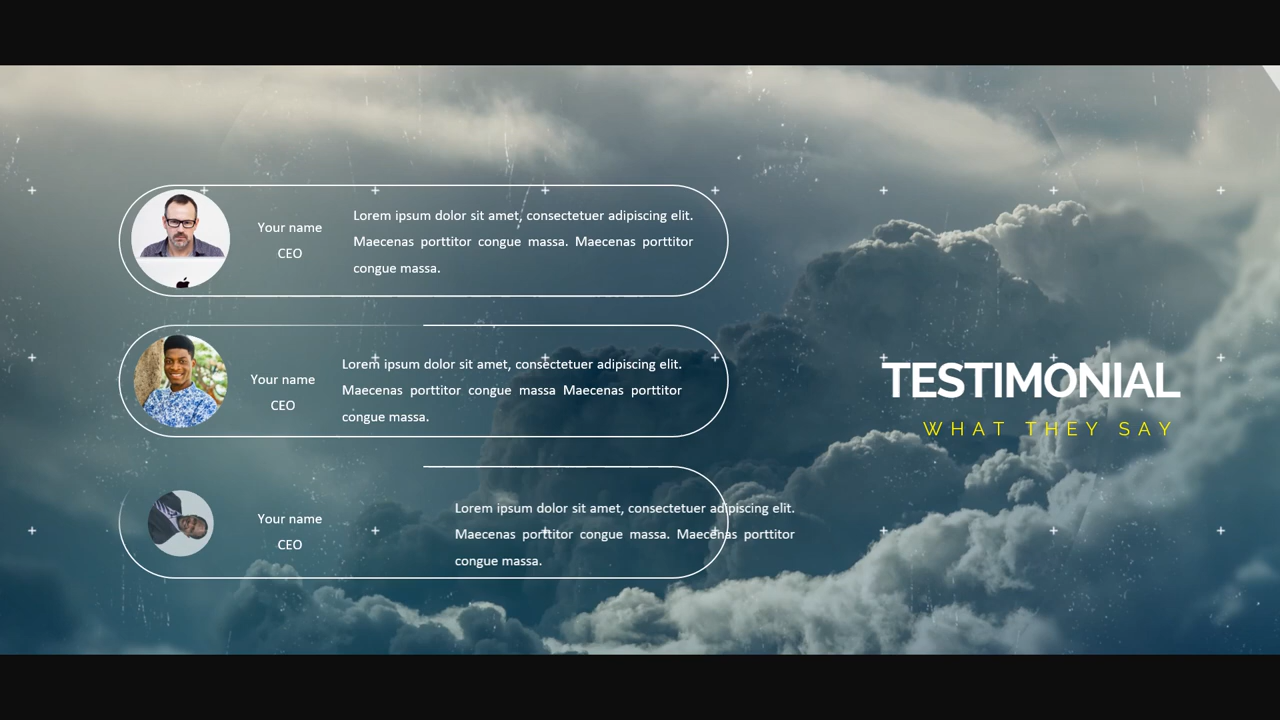 Your name
CEO
Lorem ipsum dolor sit amet, consectetuer adipiscing elit.
Maecenas porttitor congue massa. Maecenas porttitor
congue massa.
Your name
CEO
Lorem ipsum dolor sit amet, consectetuer adipiscing elit.
Maecenas porttitor congue massa Maecenas porttitor
congue massa.
Your name
CEO
Lorem ipsum dolor sit amet, consectetuer adipiscing elit.
Maecenas porttitor congue massa. Maecenas porttitor
congue massa.
TESTIMONIAL
WHAT THEY SAY